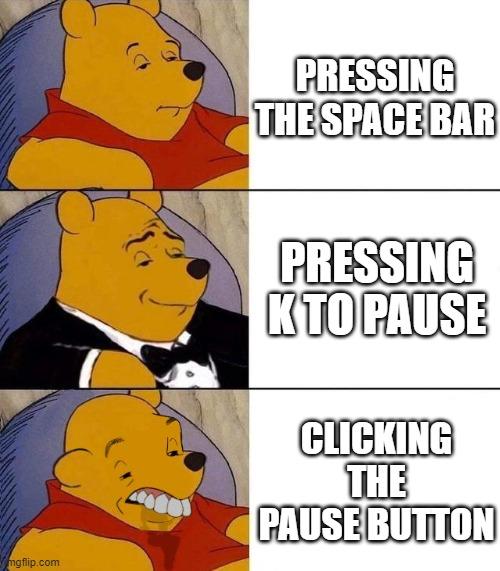 PRESSING
THE SPACE BAR
PRESSING
K TO PAUSE
CLICKING
THE
PAUSE BUTTON
imgflip.com